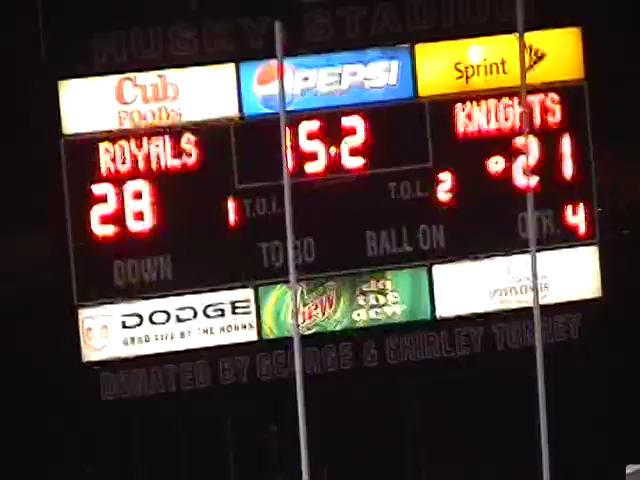 HUSKY STADIUM
Cub FOODS PEPSI Sprint
ROYALS 15.2 KNIGHTS
28 1 T.O.L. T.O.L. 2 21
DOWN TO GO BALL ON QTR. 4
DODGE
GRAB LIFE BY THE HORNS
Dew do the dew
DONATED BY GEORGE & SHIRLEY TORREY